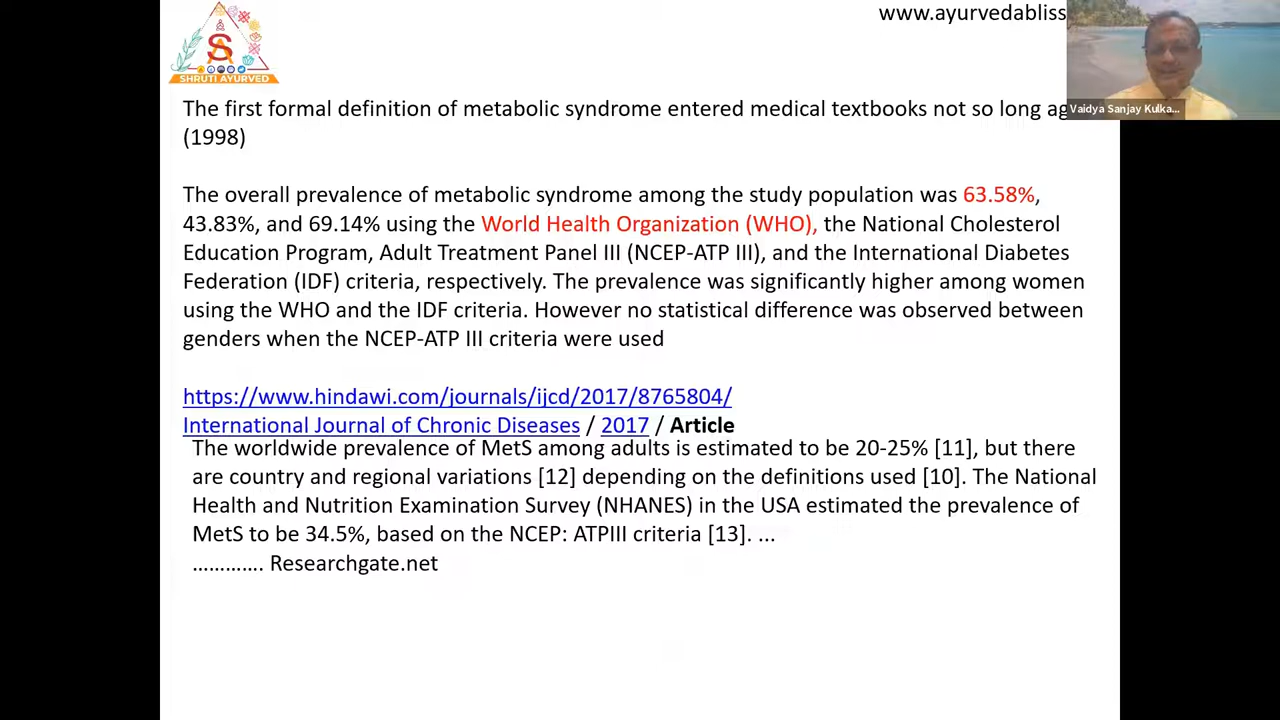 www.ayurvedabliss
SHRUTI AYURVED
Vaidya Sanjay Kulka...
The first formal definition of metabolic syndrome entered medical textbooks not so long ag
(1998)
The overall prevalence of metabolic syndrome among the study population was 63.58%,
43.83%, and 69.14% using the World Health Organization (WHO), the National Cholesterol
Education Program, Adult Treatment Panel III (NCEP-ATP III), and the International Diabetes
Federation (IDF) criteria, respectively. The prevalence was significantly higher among women
using the WHO and the IDF criteria. However no statistical difference was observed between
genders when the NCEP-ATP III criteria were used
https://www.hindawi.com/journals/ijcd/2017/8765804/
International Journal of Chronic Diseases / 2017 / Article
The worldwide prevalence of MetS among adults is estimated to be 20-25% [11], but there
are country and regional variations [12] depending on the definitions used [10]. The National
Health and Nutrition Examination Survey (NHANES) in the USA estimated the prevalence of
MetS to be 34.5%, based on the NCEP: ATPIII criteria [13]. ...
…………. Researchgate.net